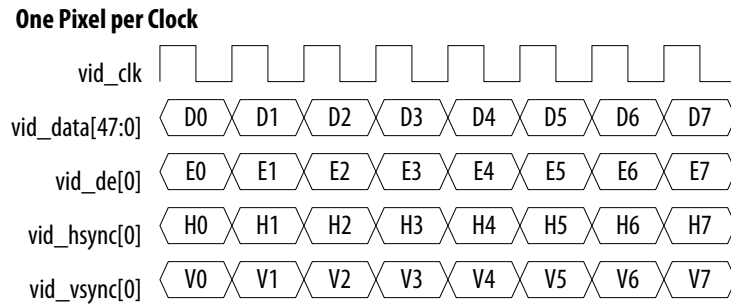 One Pixel per Clock
vid_clk
vid_data[47:0] D0 D1 D2 D3 D4 D5 D6 D7
vid_de[0] E0 E1 E2 E3 E4 E5 E6 E7
vid_hsync[0] H0 H1 H2 H3 H4 H5 H6 H7
vid_vsync[0] V0 V1 V2 V3 V4 V5 V6 V7